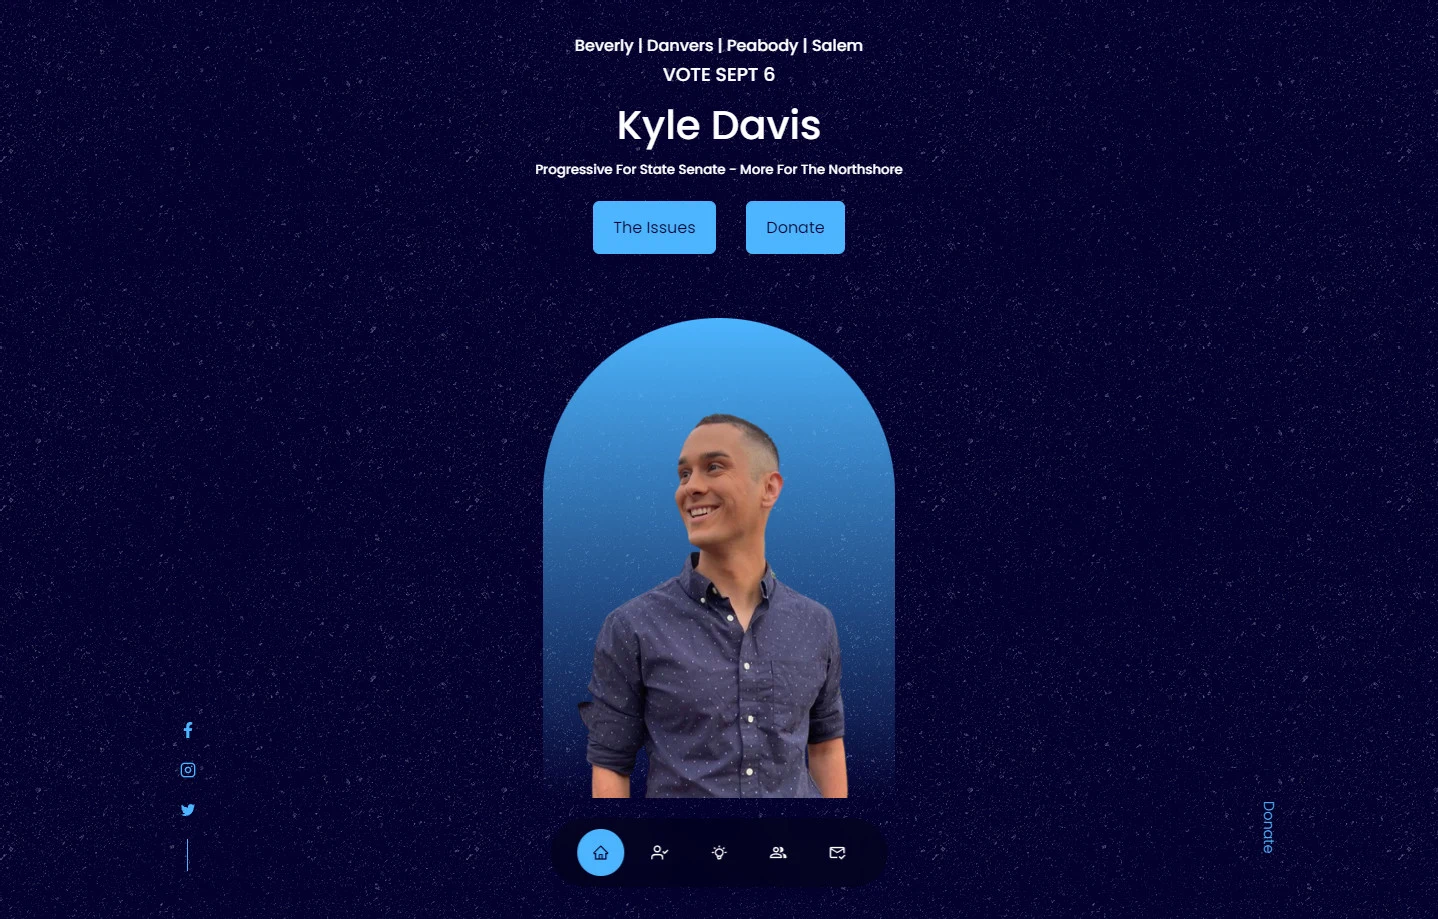 Beverly | Danvers | Peabody | Salem
VOTE SEPT 6
Kyle Davis
Progressive For State Senate - More For The Northshore
The Issues
Donate
Donate